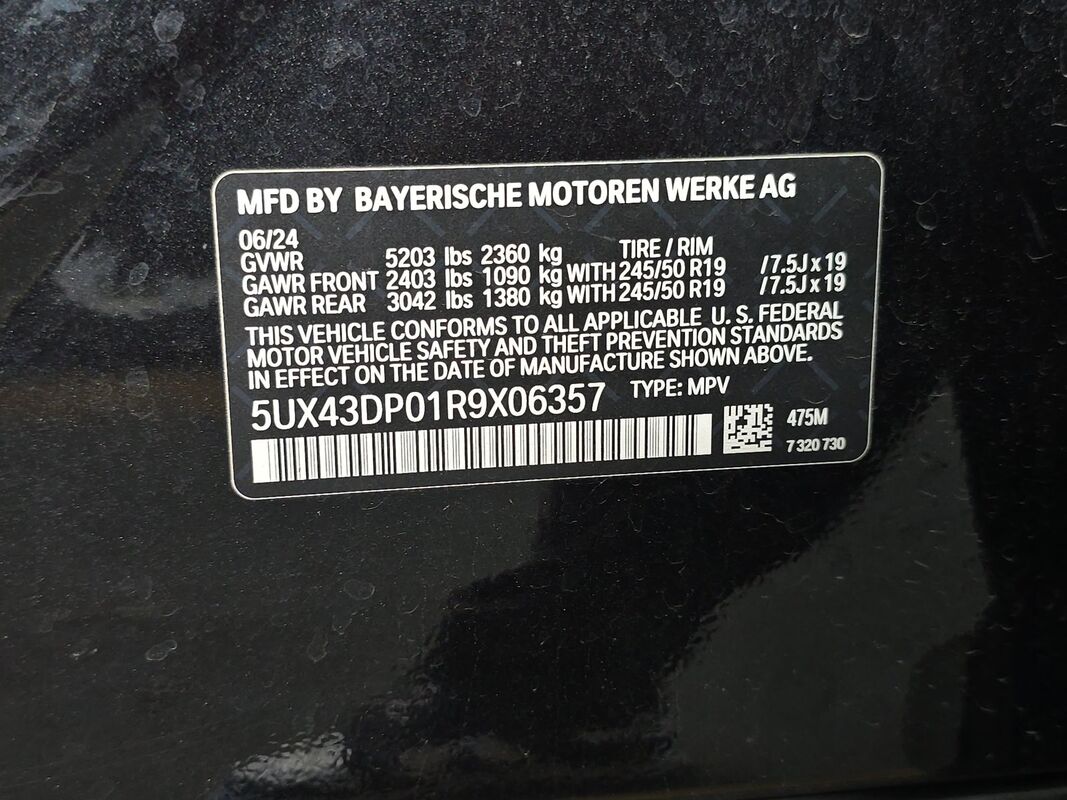 MFD BY BAYERISCHE MOTOREN WERKE AG
06/24
TIRE / RIM
GVWR 5203 lbs 2360 kg
GAWR FRONT 2403 lbs 1090 kg WITH 245/50 R19 / 7.5J x 19
GAWR REAR 3042 lbs 1380 kg WITH 245/50 R19 / 7.5J x 19
THIS VEHICLE CONFORMS TO ALL APPLICABLE U. S. FEDERAL
MOTOR VEHICLE SAFETY AND THEFT PREVENTION STANDARDS
IN EFFECT ON THE DATE OF MANUFACTURE SHOWN ABOVE.
5UX43DP01R9X06357 TYPE: MPV
475M
7 320 730